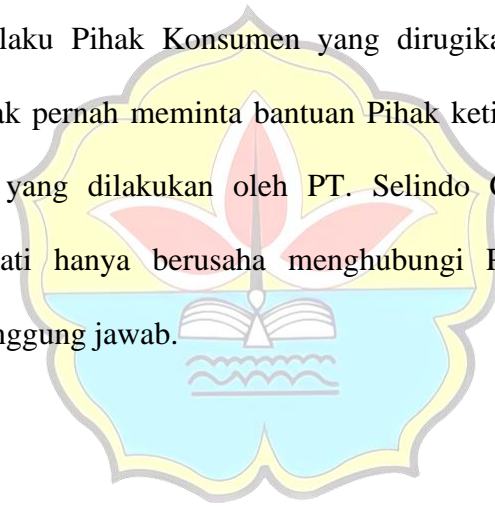 laku Pihak Konsumen yang dirugika
ak pernah meminta bantuan Pihak keti
yang dilakukan oleh PT. Selindo
ati hanya berusaha menghubungi
nggung jawab.